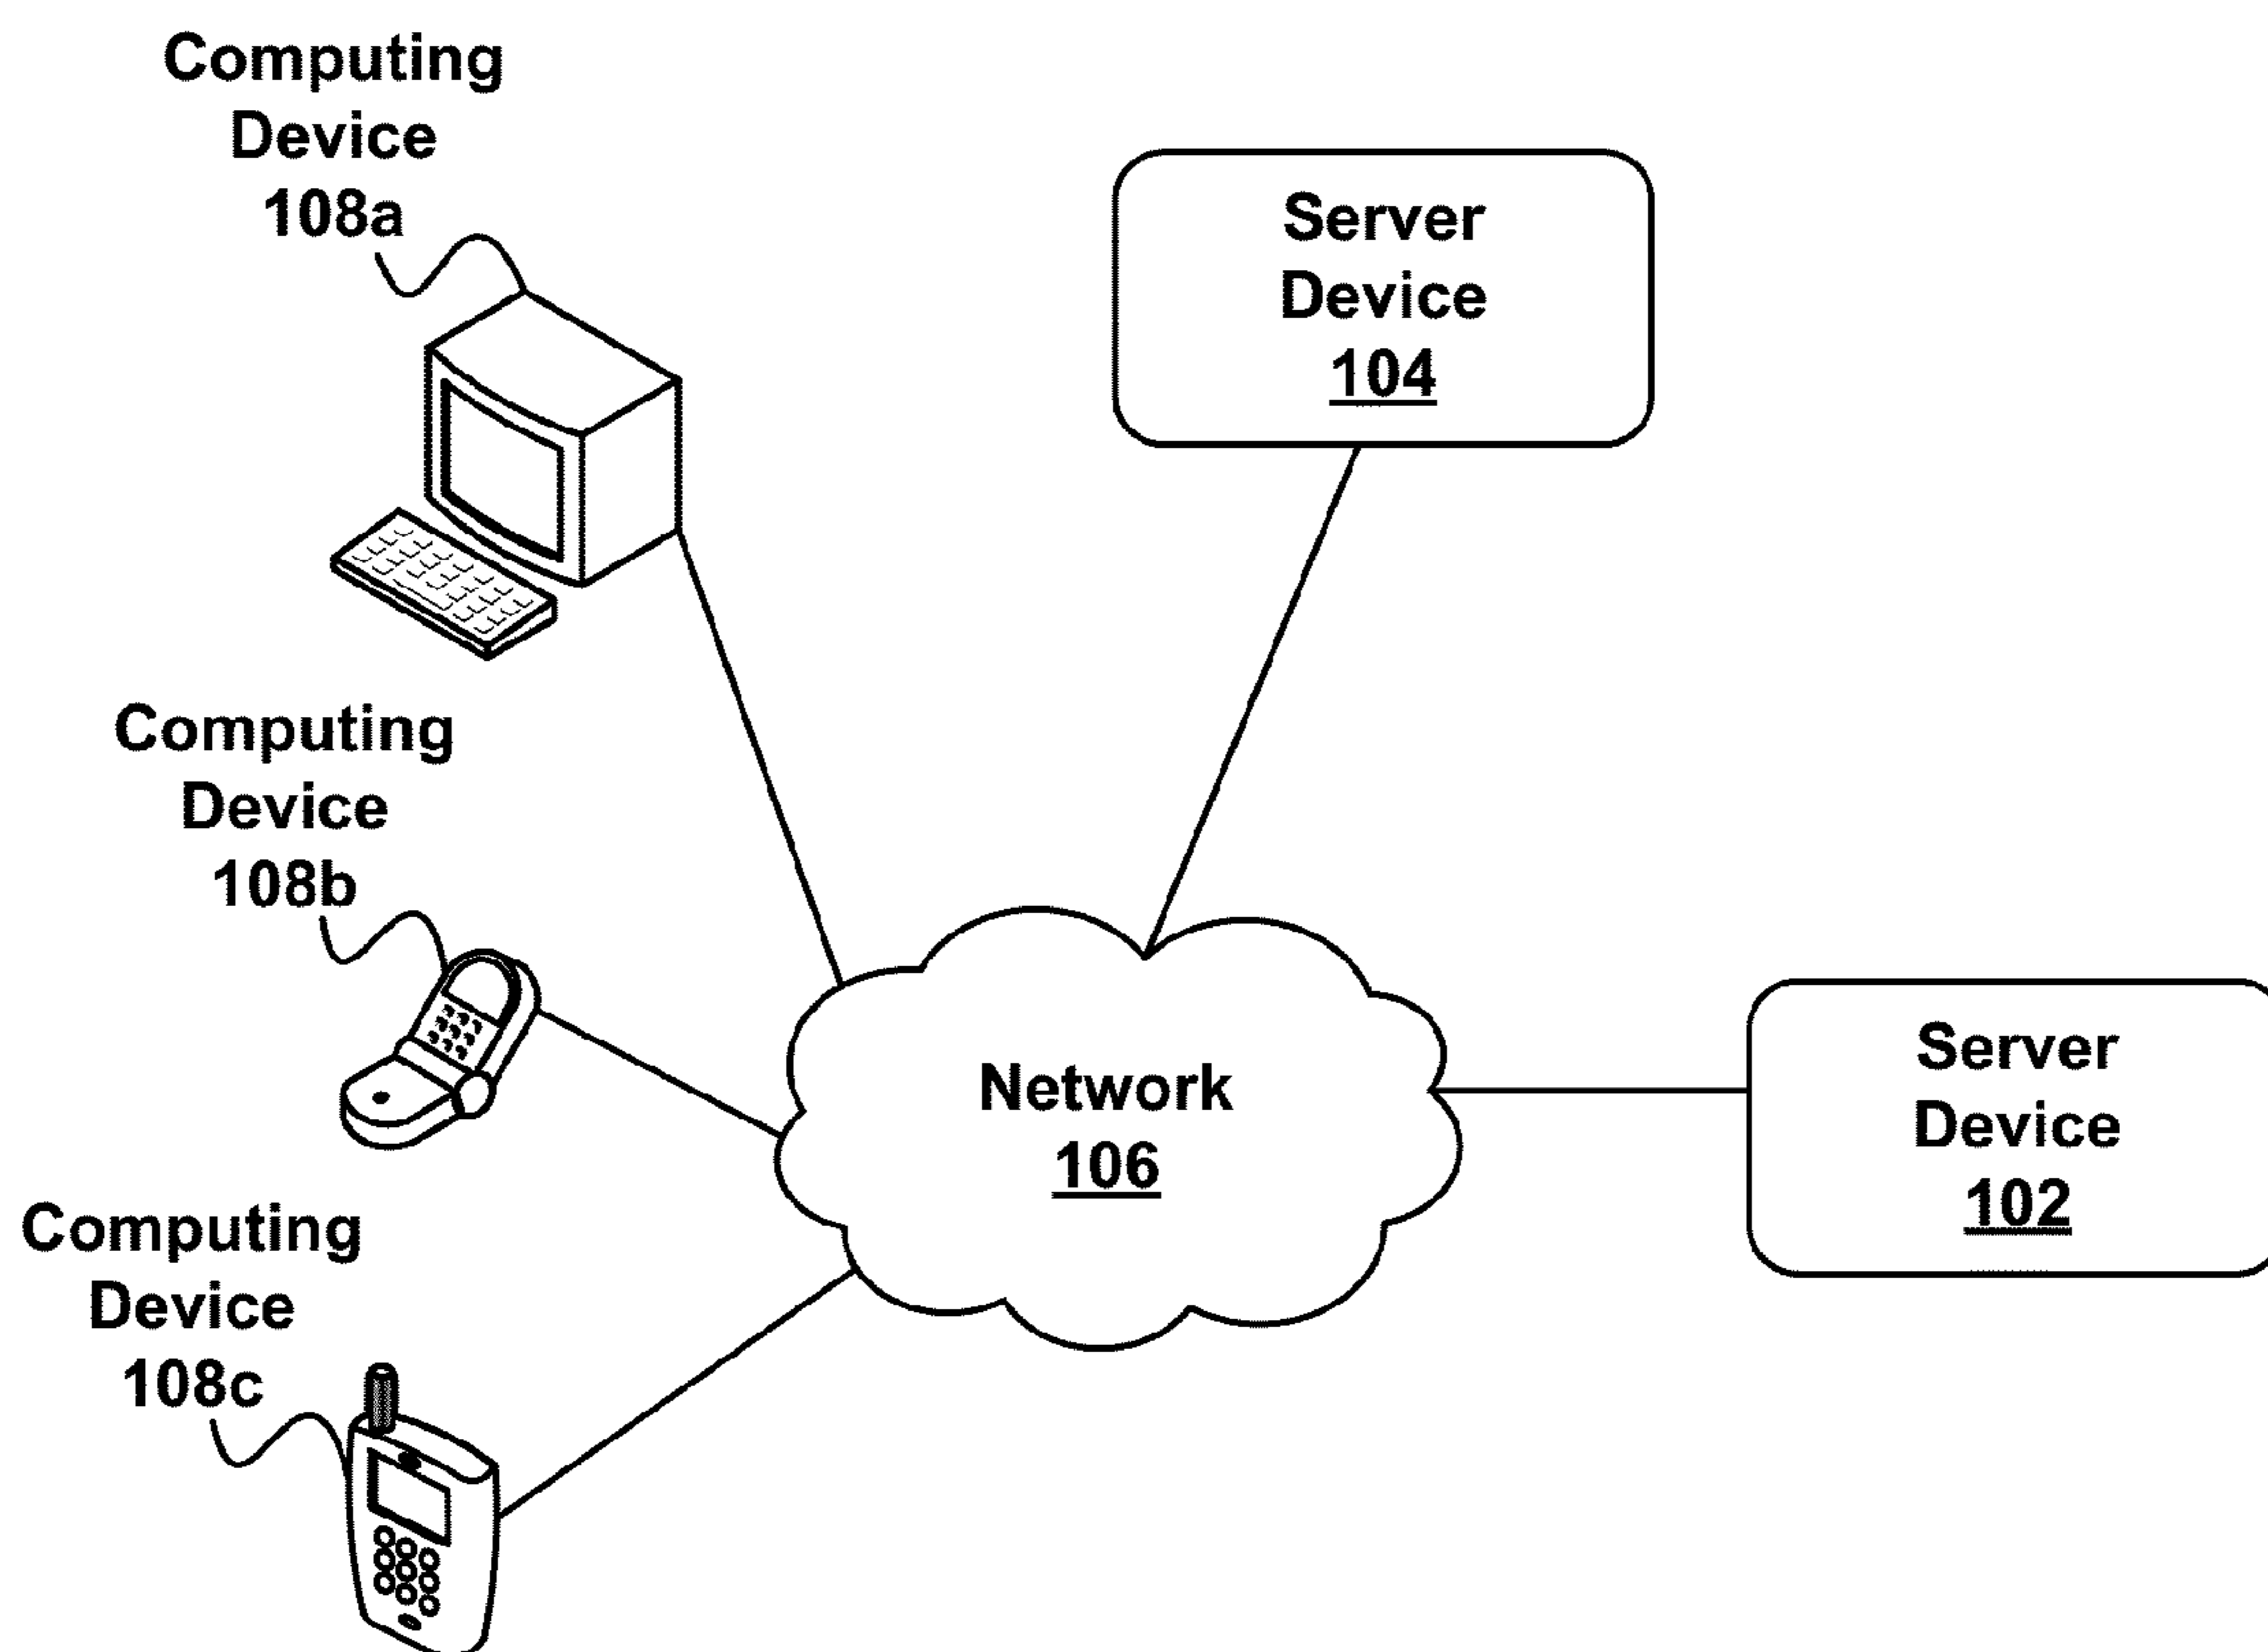 Computing
Device
108a
Server
Device
104
Computing
Device
108b
Network
106
Server
Device
102
Computing
Device
108c